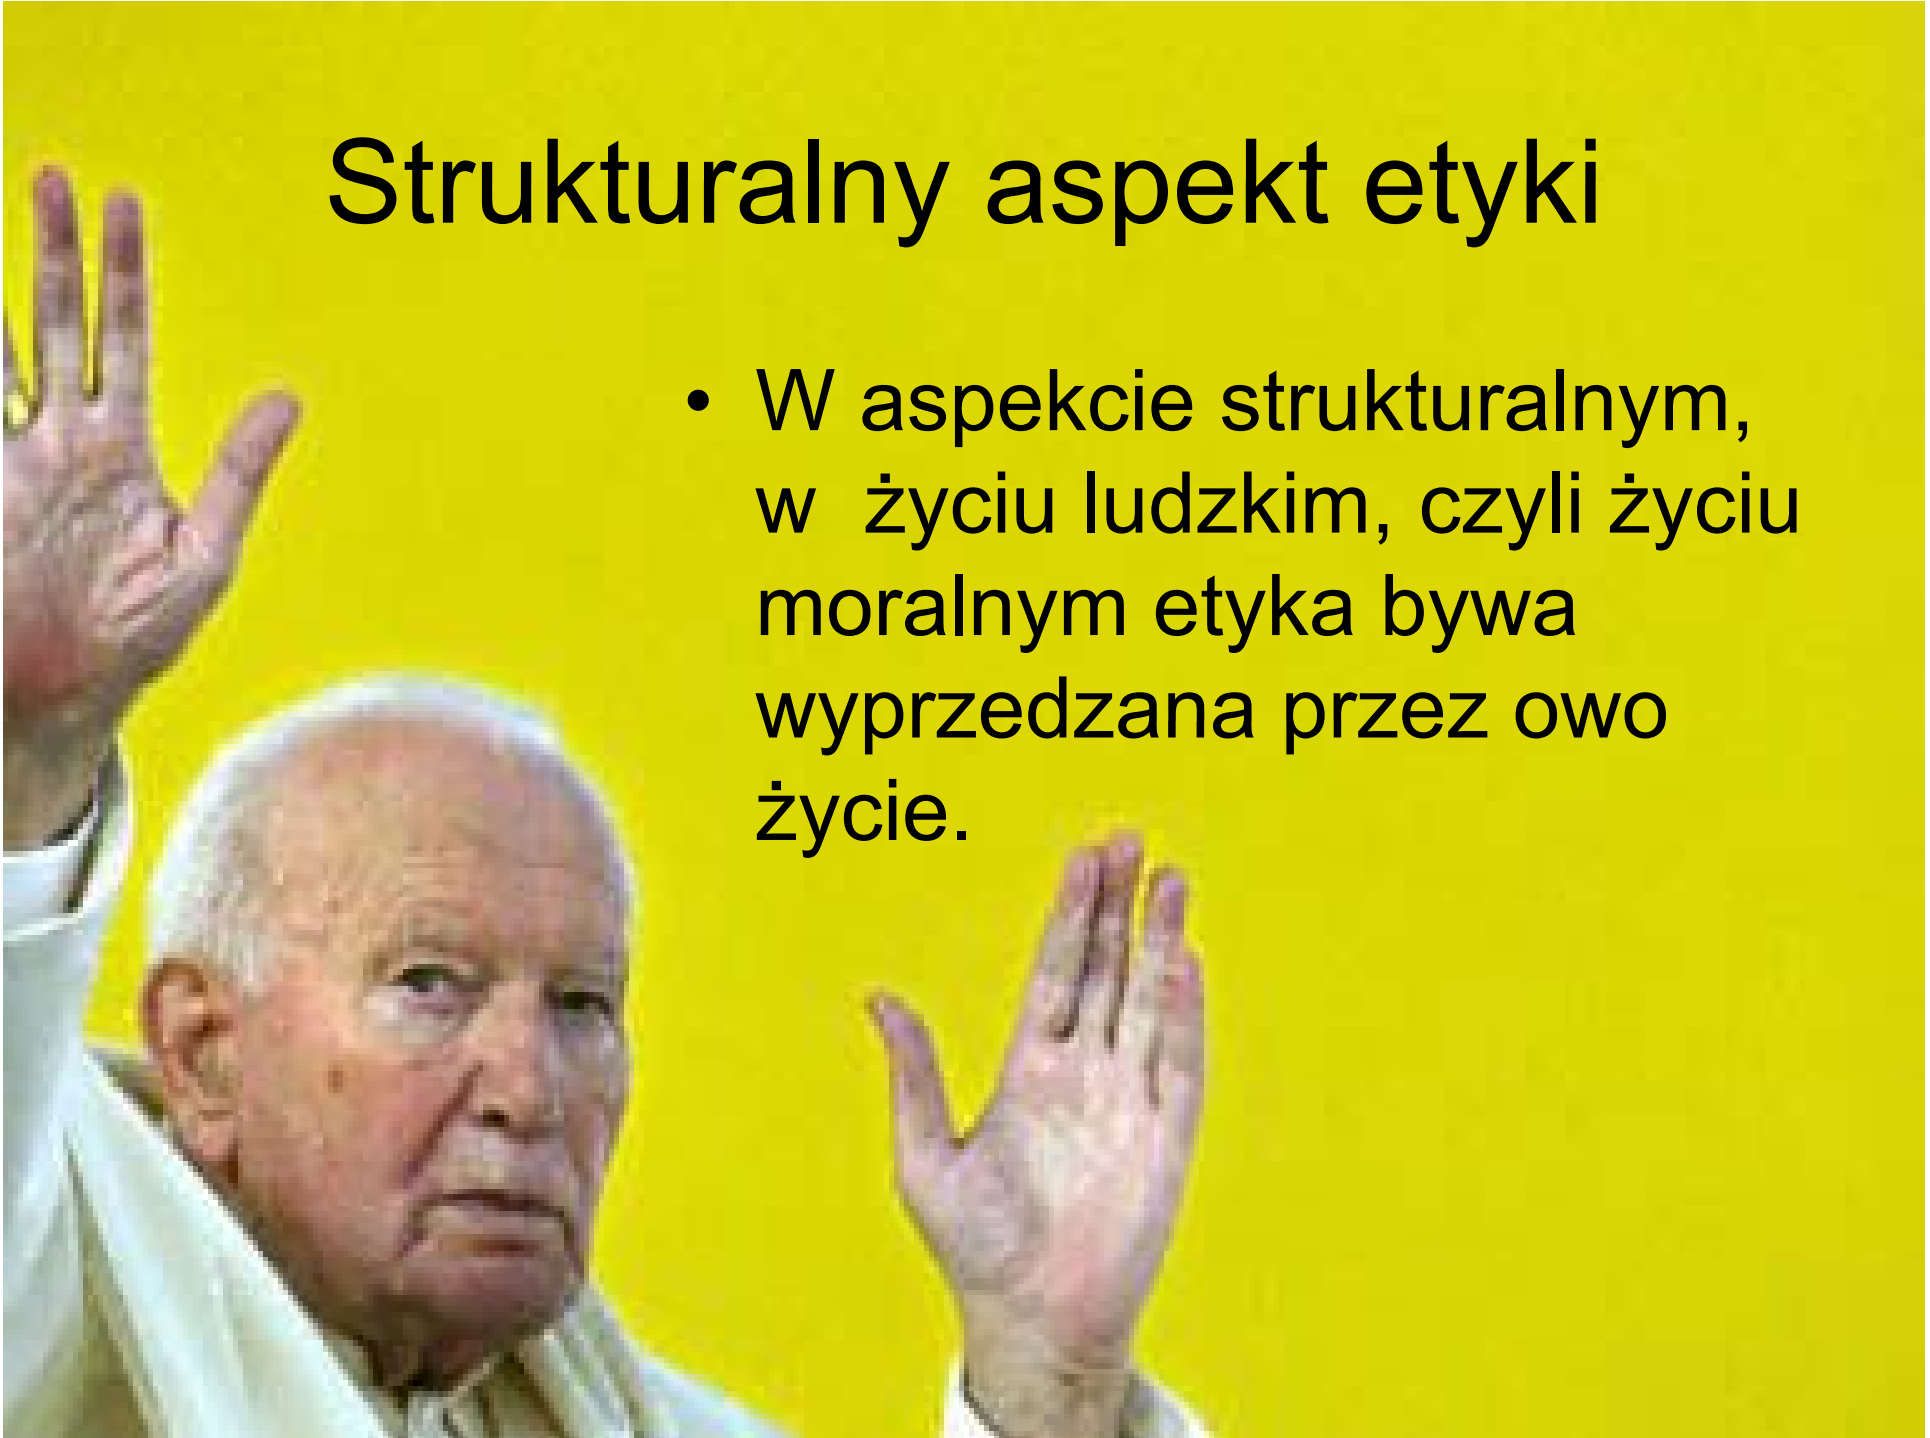 Strukturalny aspekt etyki
• W aspekcie strukturalnym,
w  życiu ludzkim, czyli życiu
moralnym etyka bywa
wyprzedzana przez owo
życie.